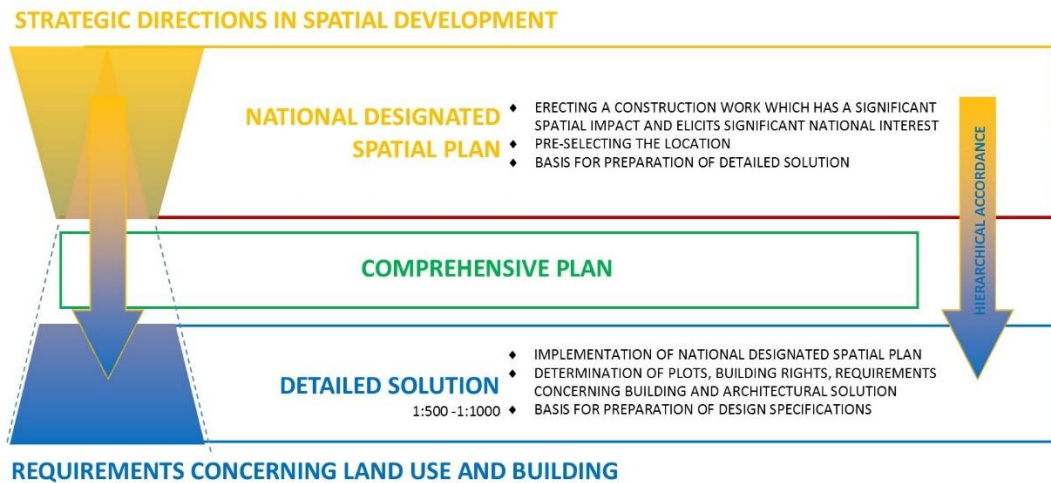 STRATEGIC DIRECTIONS IN SPATIAL DEVELOPMENT
NATIONAL DESIGNATED
SPATIAL PLAN
♦ ERECTING A CONSTRUCTION WORK WHICH HAS A SIGNIFICANT
SPATIAL IMPACT AND ELICITS SIGNIFICANT NATIONAL INTEREST
♦ PRE-SELECTING THE LOCATION
♦ BASIS FOR PREPARATION OF DETAILED SOLUTION
HIERARCHICAL ACCORDANCE
COMPREHENSIVE PLAN
DETAILED SOLUTION
1:500 -1:1000
♦ IMPLEMENTATION OF NATIONAL DESIGNATED SPATIAL PLAN
♦ DETERMINATION OF PLOTS, BUILDING RIGHTS, REQUIREMENTS
CONCERNING BUILDING AND ARCHITECTURAL SOLUTION
♦ BASIS FOR PREPARATION OF DESIGN SPECIFICATIONS
REQUIREMENTS CONCERNING LAND USE AND BUILDING